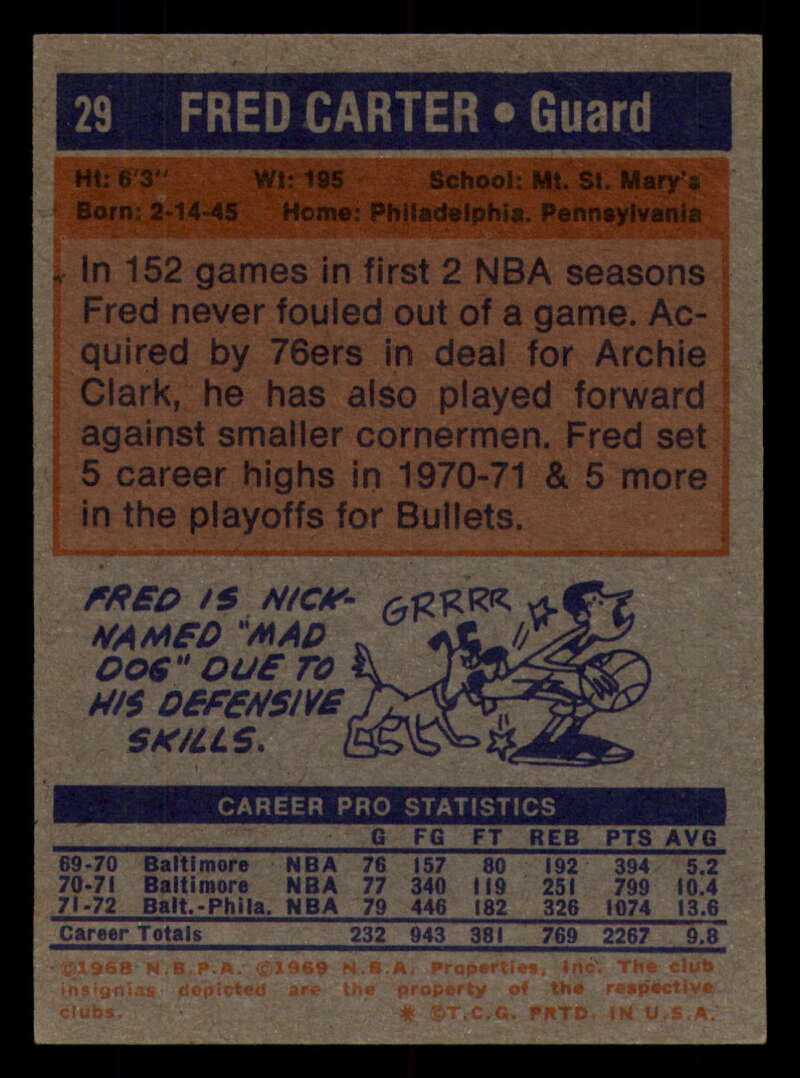 29 FRED CARTER • Guard
Ht: 6'3" Wt: 195 School: Mt. St. Mary's
Born: 2-14-45 Home: Philadelphia, Pennsylvania
In 152 games in first 2 NBA seasons
Fred never fouled out of a game. Ac-
quired by 76ers in deal for Archie
Clark, he has also played forward
against smaller cornermen. Fred set
5 career highs in 1970-71 & 5 more
in the playoffs for Bullets.
FRED IS NICK-
NAMED "MAD
DOG" DUE TO
HIS DEFENSIVE
SKILLS.
GRRRR
CAREER PRO STATISTICS
G FG FT REB PTS AVG
69-70 Baltimore NBA 76 157 80 192 394 5.2
70-71 Baltimore NBA 77 340 119 251 799 10.4
71-72 Balt.-Phila. NBA 79 446 182 326 1074 13.6
Career Totals 232 943 381 769 2267 9.8
©1968 N.B.P.A. ©1969 N.B.A. Properties, Inc. The club
insignias depicted are the property of the respective
clubs. * ©T.C.G. PRTD. IN U.S.A.